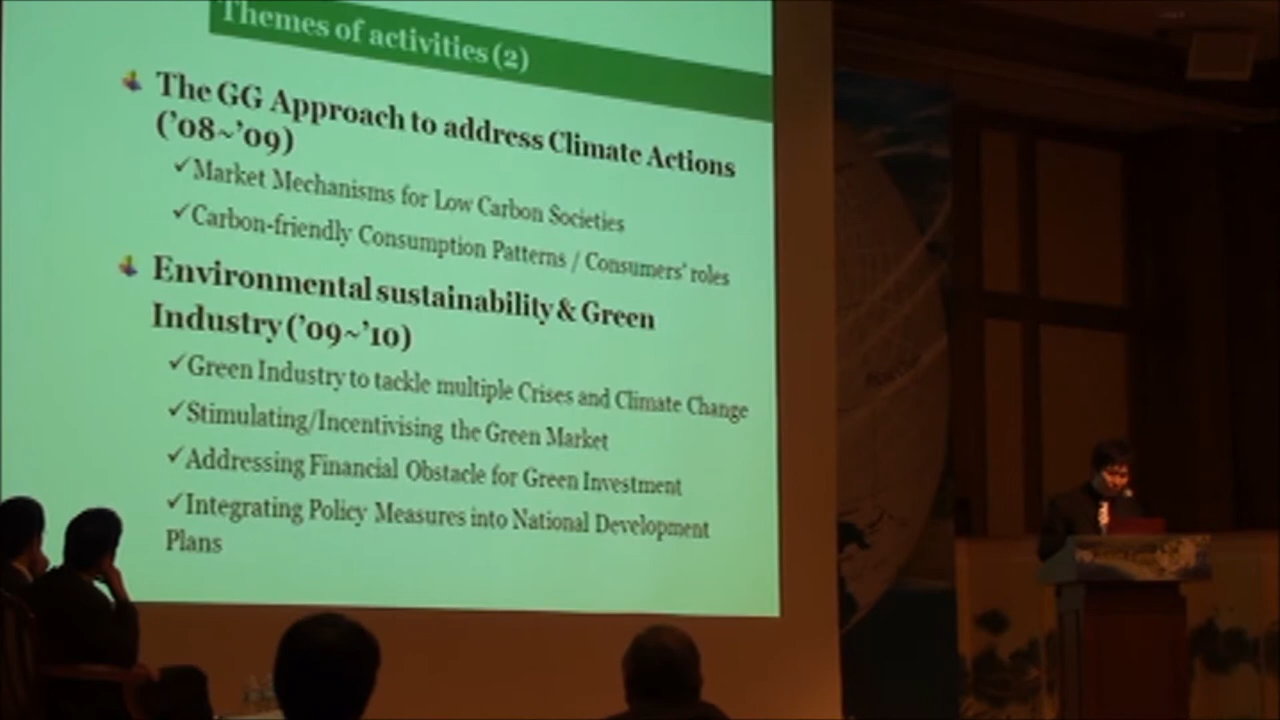 Themes of activities (2)
The GG Approach to address Climate Actions
('08~'09)
✓Market Mechanisms for Low Carbon Societies
✓Carbon-friendly Consumption Patterns / Consumers' roles
Environmental sustainability & Green
Industry ('09~'10)
✓Green Industry to tackle multiple Crises and Climate Change
✓Stimulating/Incentivising the Green Market
✓Addressing Financial Obstacle for Green Investment
✓Integrating Policy Measures into National Development
Plans